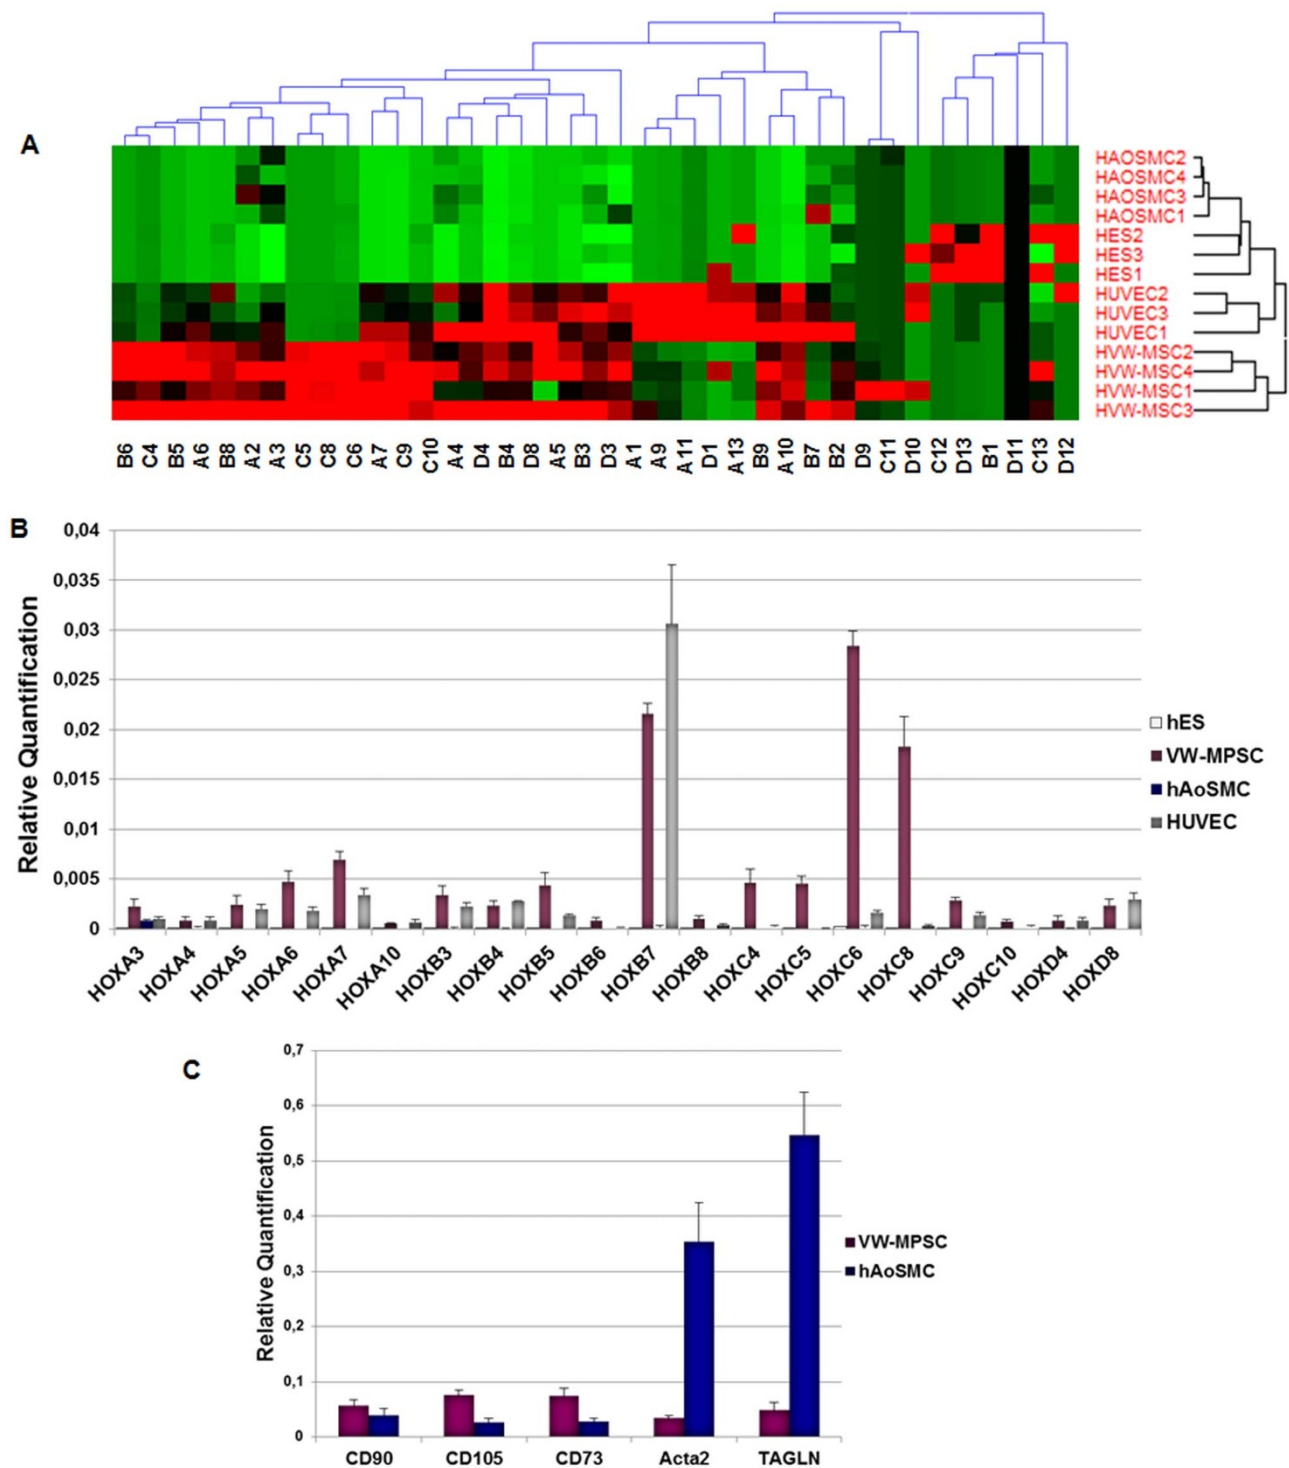 A
HAOSMC2
HAOSMC4
HAOSMC3
HAOSMC1
HES2
HES3
HES1
HUVEC2
HUVEC3
HUVEC1
HVW-MSC2
HVW-MSC4
HVW-MSC1
HVW-MSC3
B6 C4 B5 A6 B8 A2 A3 C5 C8 C6 A7 C9 C10 A4 D4 B4 D8 A5 B3 D3 A1 A9 A11 D1 A13 B9 A10 B7 B2 D9 C11 D10 C12 D13 B1 D11 C13 D12
B
Relative Quantification
0,04
0,035
0,03
0,025
0,02
0,015
0,01
0,005
0
hES
VW-MPSC
hAoSMC
HUVEC
HOXA3 HOXA4 HOXA5 HOXA6 HOXA7 HOXA10 HOXB3 HOXB4 HOXB5 HOXB6 HOXB7 HOXB8 HOXC4 HOXC5 HOXC6 HOXC8 HOXC9 HOXC10 HOXD4 HOXD8
C
Relative Quantification
0,7
0,6
0,5
0,4
0,3
0,2
0,1
0
VW-MPSC
hAoSMC
CD90 CD105 CD73 Acta2 TAGLN